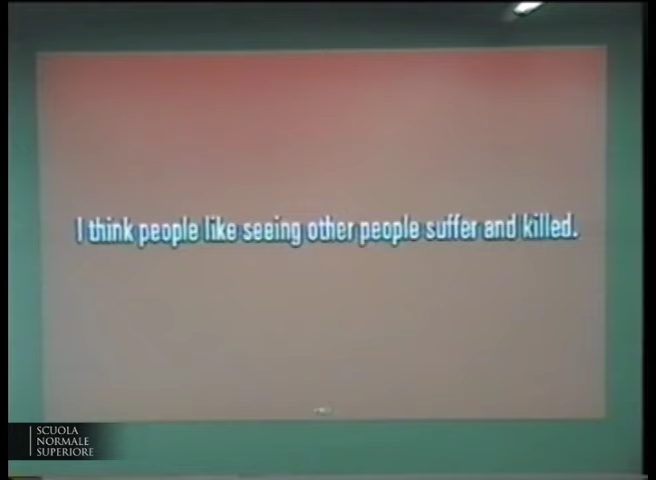 I think people like seeing other people suffer and killed.
SCUOLA
NORMALE
SUPERIORE